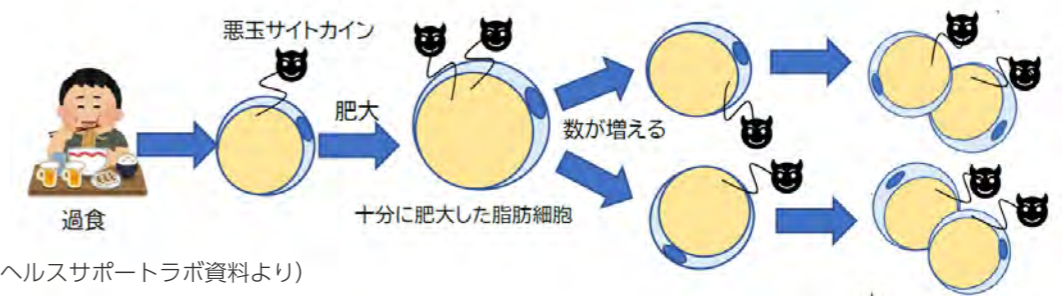 悪玉サイトカイン
肥大
数が増える
過食
十分に肥大した脂肪細胞
ヘルスサポートラボ資料より)